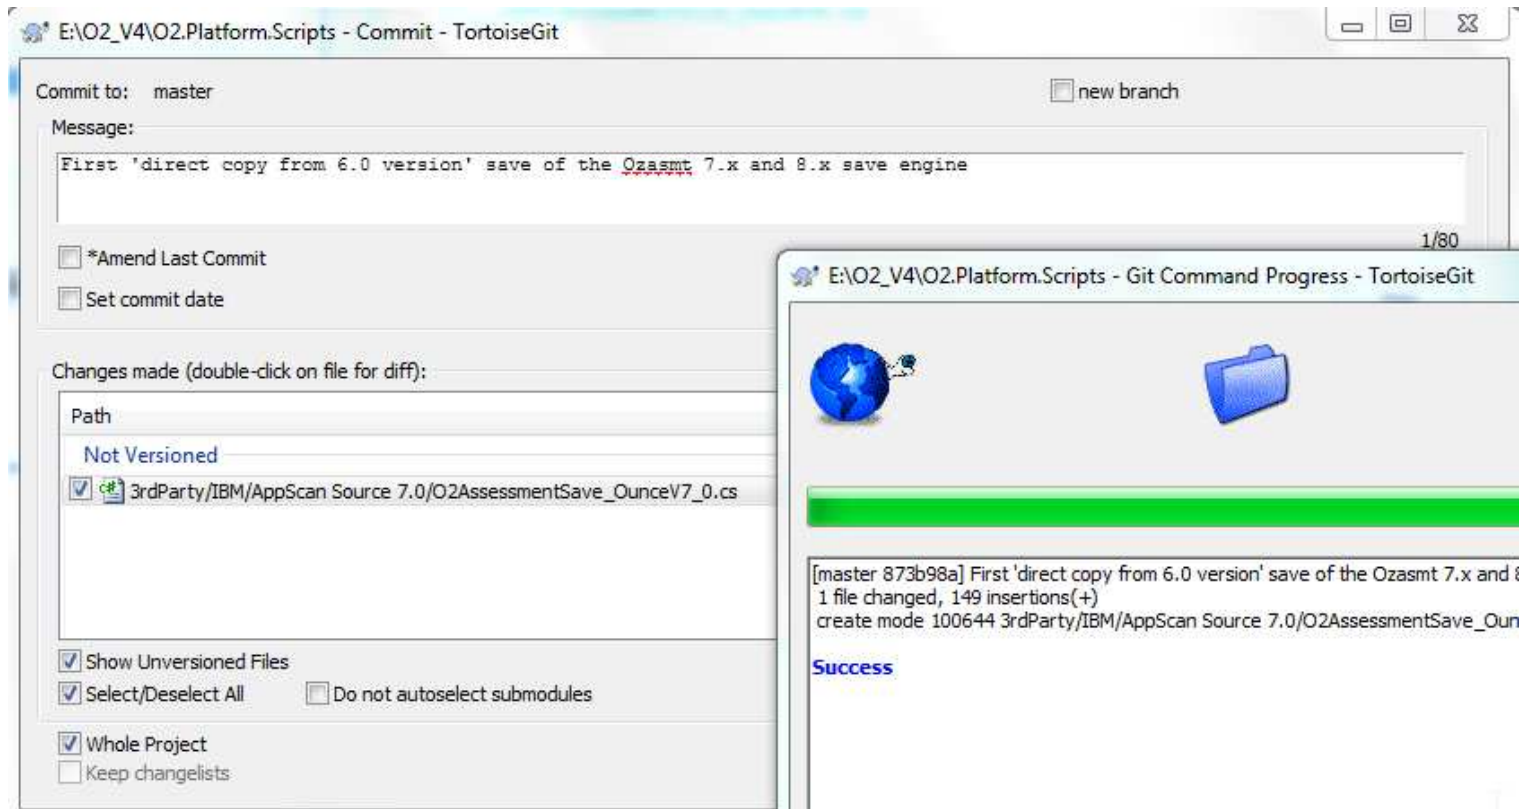 E:\O2_V4\O2.Platform.Scripts - Commit - TortoiseGit
Commit to: master
new branch
Message:
First 'direct copy from 6.0 version' save of the Ozasmt 7.x and 8.x save engine
1/80
*Amend Last Commit
Set commit date
Changes made (double-click on file for diff):
Path
Not Versioned
3rdParty/IBM/AppScan Source 7.0/O2AssessmentSave_OunceV7_0.cs
Show Unversioned Files
Select/Deselect All
Do not autoselect submodules
Whole Project
Keep changelists
E:\O2_V4\O2.Platform.Scripts - Git Command Progress - TortoiseGit
[master 873b98a] First 'direct copy from 6.0 version' save of the Ozasmt 7.x and 8
1 file changed, 149 insertions(+)
create mode 100644 3rdParty/IBM/AppScan Source 7.0/O2AssessmentSave_Oun
Success